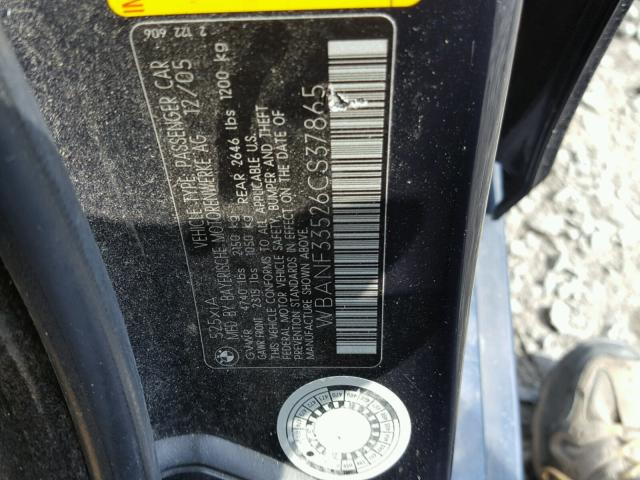 525xi/A VEHICLE TYPE: PASSENGER CAR 2 122 606
MFD BY BAYERISCHE MOTORENWERKE AG 12/05
GVWR 4740 lbs 2150 kg
GAWR FRONT 2319 lbs 1050 kg REAR 2646 lbs 1200 kg
THIS VEHICLE CONFORMS TO ALL APPLICABLE U.S.
FEDERAL MOTOR VEHICLE SAFETY, BUMPER AND THEFT
PREVENTION STANDARDS IN EFFECT ON THE DATE OF
MANUFACTURE SHOWN ABOVE.
WBANF33526CS37865